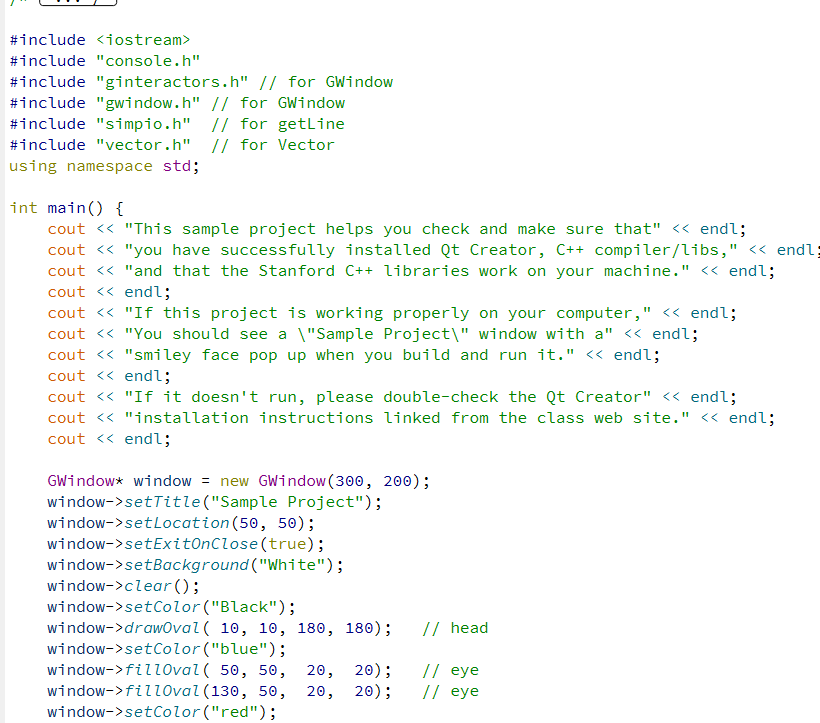 #include <iostream>
#include "console.h"
#include "ginteractors.h" // for GWindow
#include "gwindow.h" // for GWindow
#include "simpio.h"  // for getLine
#include "vector.h"  // for Vector
using namespace std;
int main() {
    cout << "This sample project helps you check and make sure that" << endl;
    cout << "you have successfully installed Qt Creator, C++ compiler/libs," << endl;
    cout << "and that the Stanford C++ libraries work on your machine." << endl;
    cout << endl;
    cout << "If this project is working properly on your computer," << endl;
    cout << "You should see a \"Sample Project\" window with a" << endl;
    cout << "smiley face pop up when you build and run it." << endl;
    cout << endl;
    cout << "If it doesn't run, please double-check the Qt Creator" << endl;
    cout << "installation instructions linked from the class web site." << endl;
    cout << endl;
    GWindow* window = new GWindow(300, 200);
    window->setTitle("Sample Project");
    window->setLocation(50, 50);
    window->setExitOnClose(true);
    window->setBackground("White");
    window->clear();
    window->setColor("Black");
    window->drawOval( 10, 10, 180, 180);   // head
    window->setColor("blue");
    window->fillOval( 50, 50,  20,  20);   // eye
    window->fillOval(130, 50,  20,  20);   // eye
    window->setColor("red");